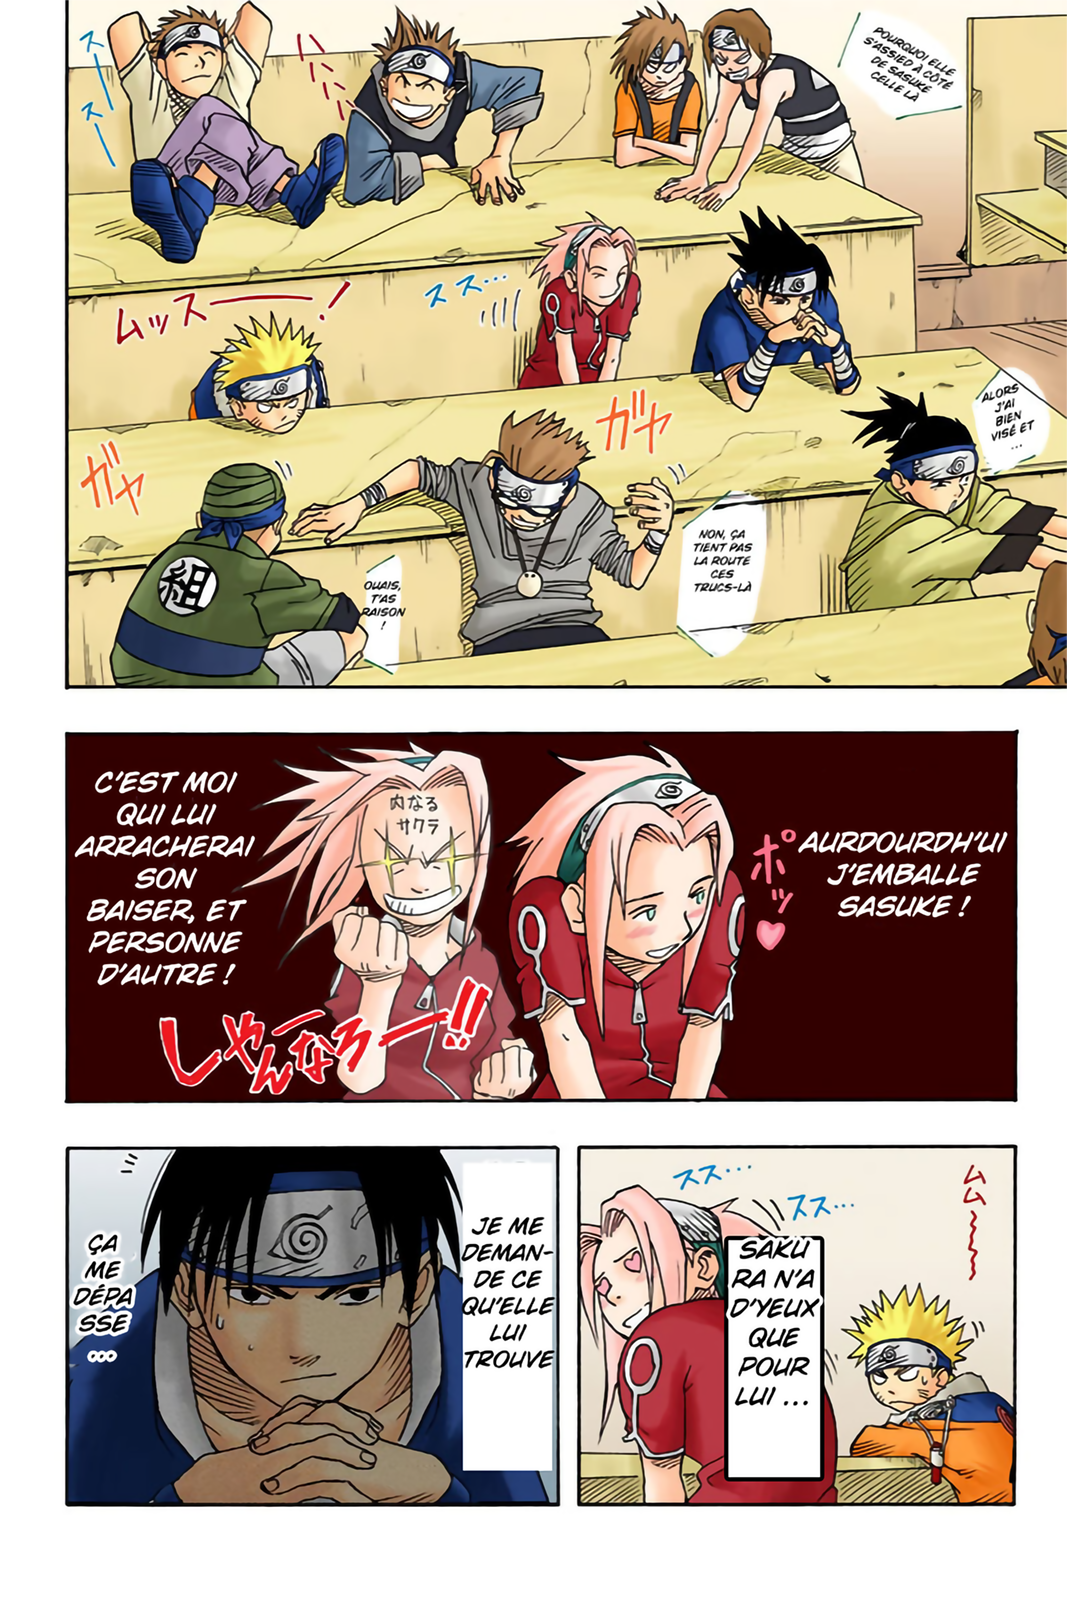 スースースー
ハハハハ
POURQUOI ELLE
S'ASSIED À CÔTE
DE SASUKE
CELLE LÀ
ムッスー!
スス…
ALORS
J'AI
BIEN
VISÉ ET
...
ガヤ
ガヤ
NON, ÇA
TIENT PAS
LA ROUTE
CES
TRUCS-LÀ
OUAIS,
T'AS
RAISON
!
組
AURDOURDH'UI
J'EMBALLE
SASUKE !
ポッ
内なる
サクラ
C'EST MOI
QUI LUI
ARRACHERAI
SON
BAISER, ET
PERSONNE
D'AUTRE !
しゃーんなろー!!
スス…
スス…
ムム
SAKU
RA N'A
D'YEUX
QUE
POUR
LUI ...
JE ME
DEMAN-
DE CE
QU'ELLE
LUI
TROUVE
ÇA
ME
DÉPA
SSE
...